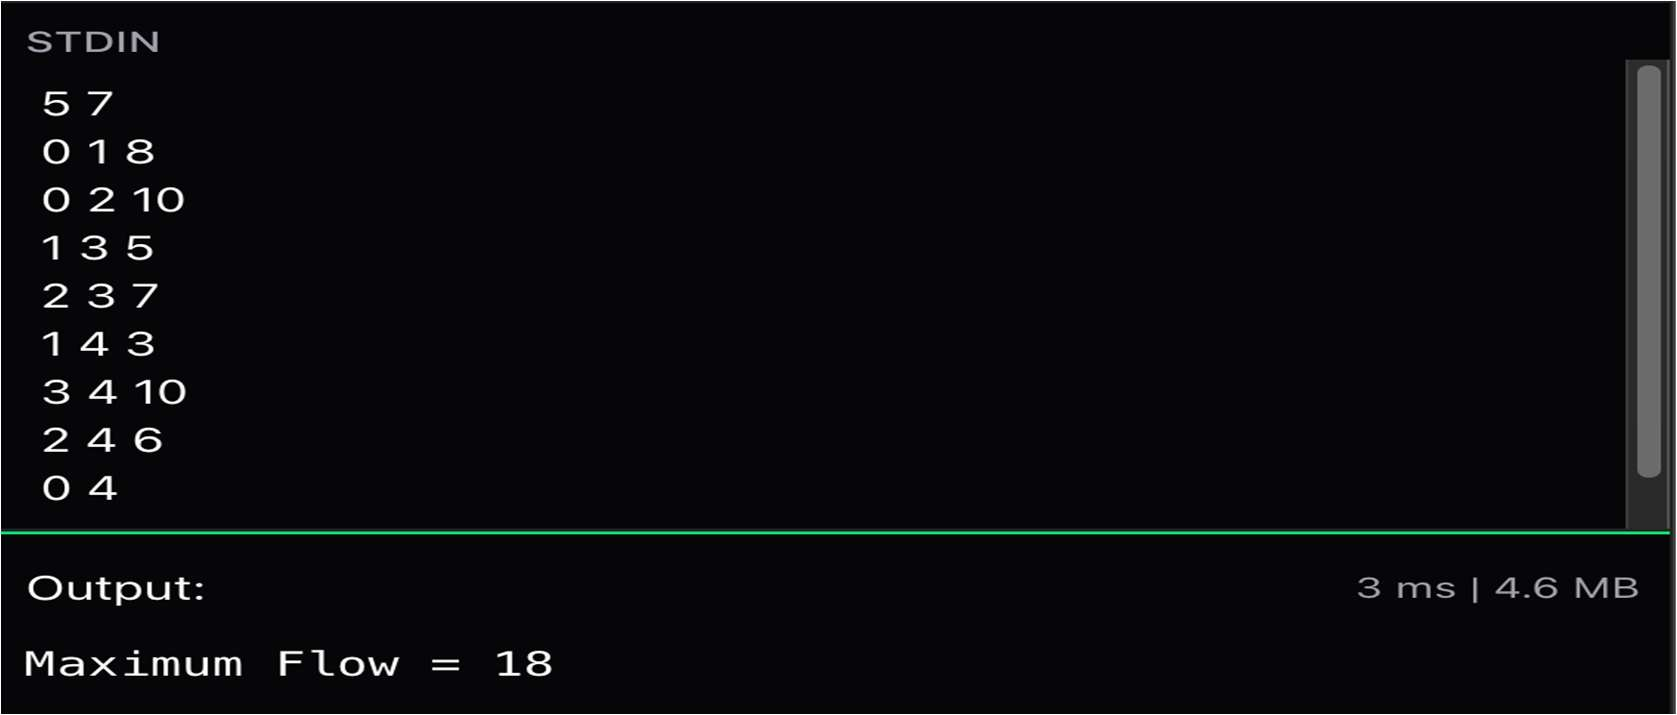 STDIN
5 7
0 1 8
0 2 10
1 3 5
2 3 7
1 4 3
3 4 10
2 4 6
0 4
Output:
3 ms | 4.6 MB
Maximum Flow = 18